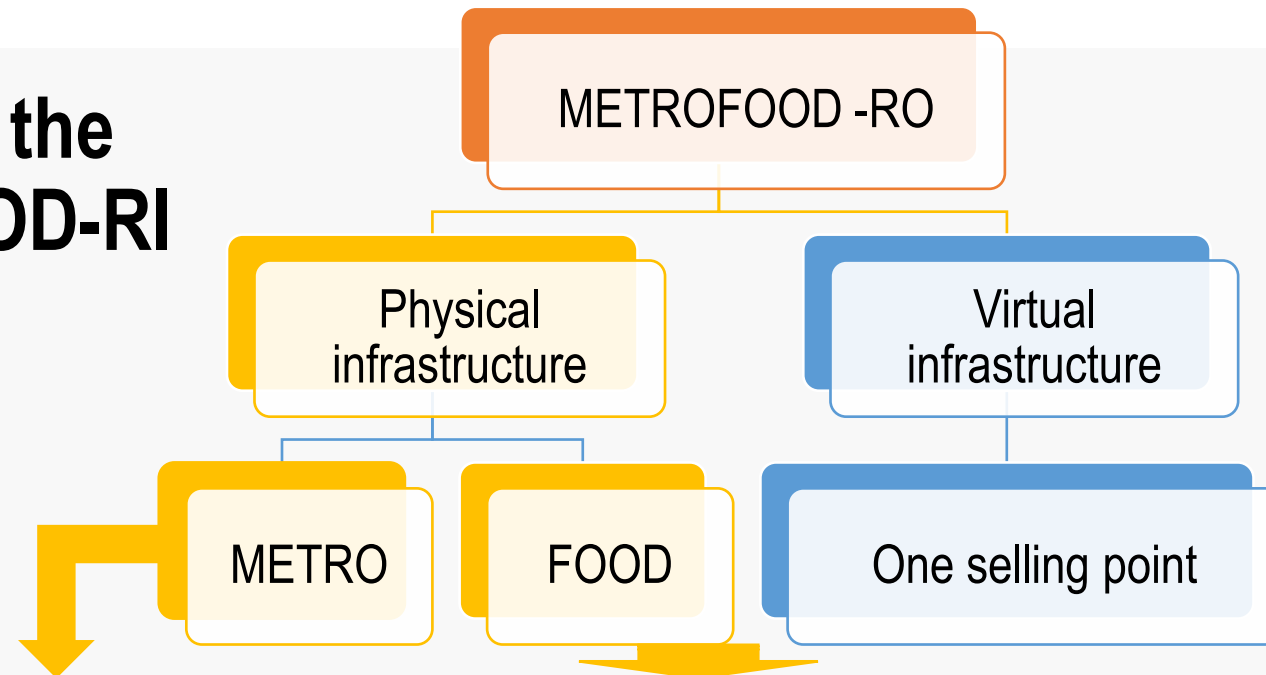 the
OD-RI
METROFOOD -RO
Physical
infrastructure
Virtual
infrastructure
METRO
FOOD
One selling point